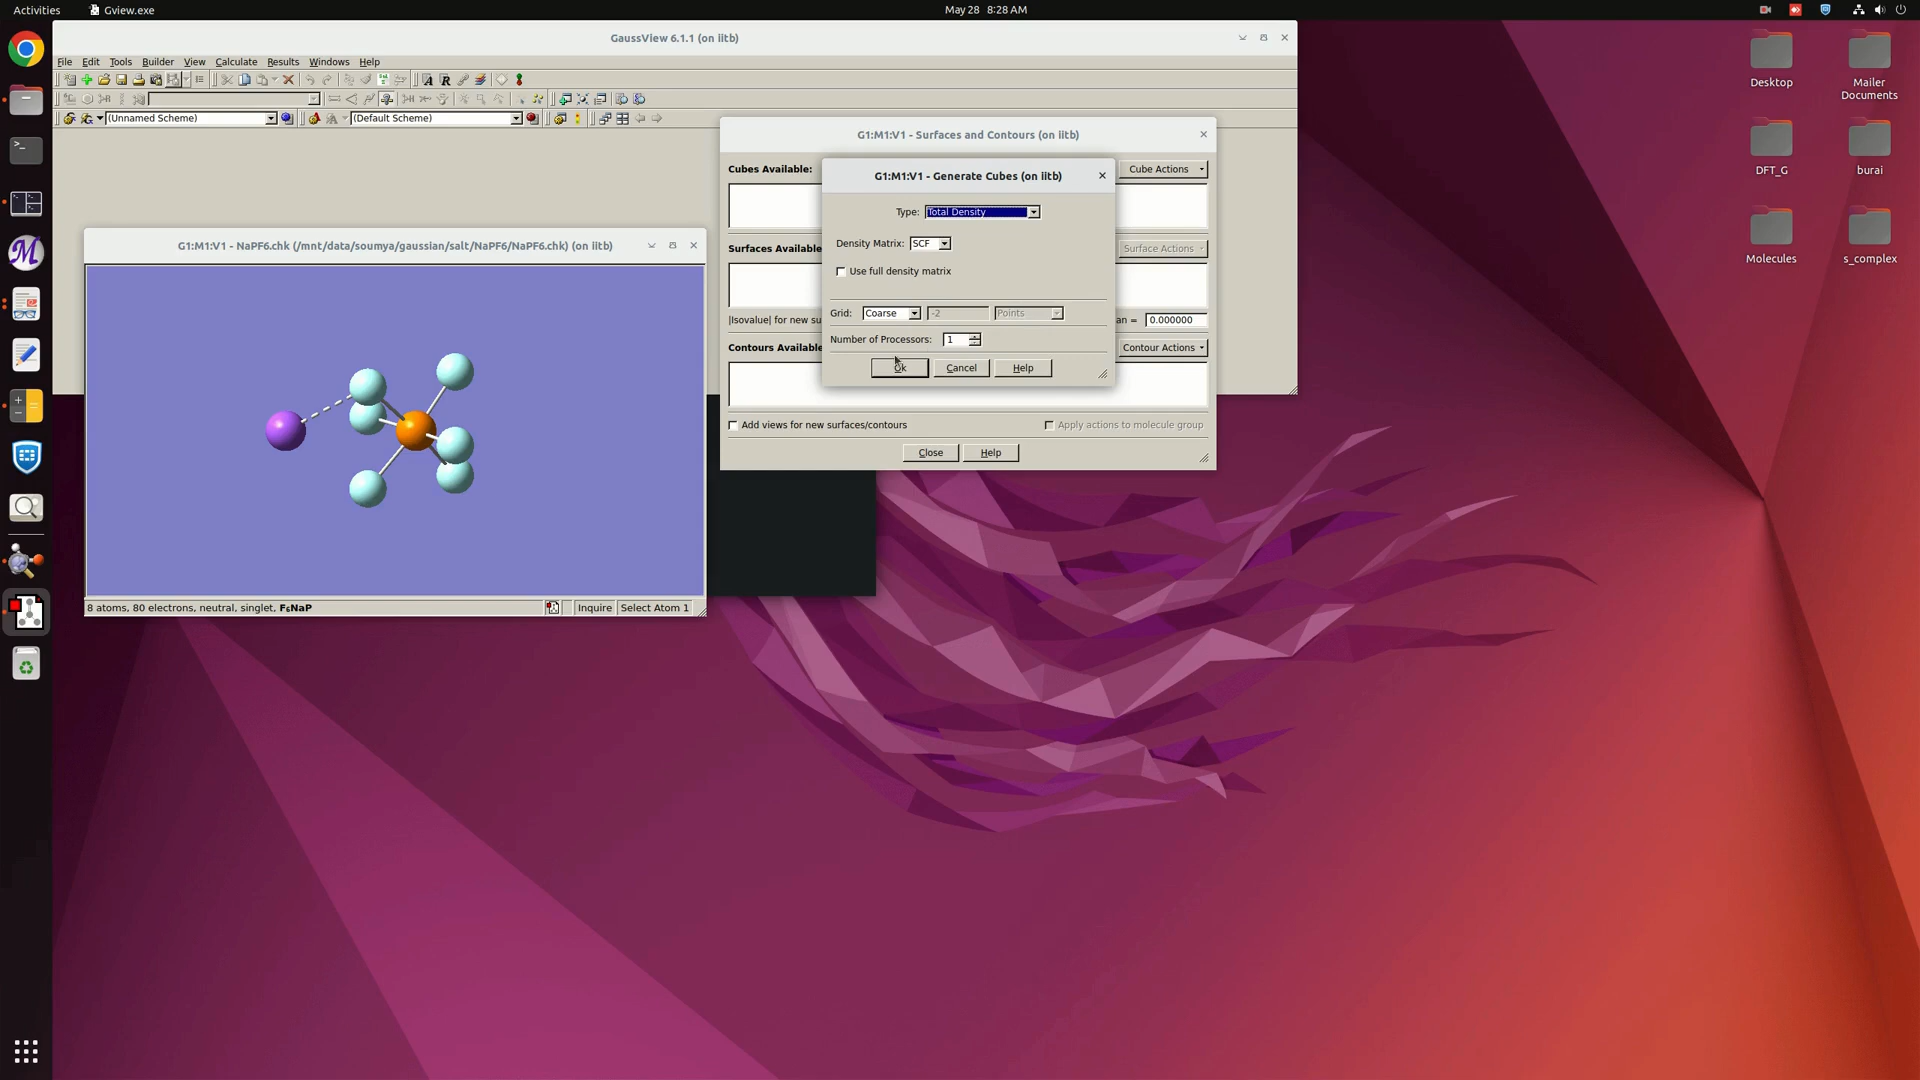 Activities
Gview.exe
May 28 8:28 AM
GaussView 6.1.1 (on iitb)
File Edit Tools Builder View Calculate Results Windows Help
(Unnamed Scheme)
(Default Scheme)
G1:M1:V1 - NaPF6.chk (/mnt/data/soumya/gaussian/salt/NaPF6/NaPF6.chk) (on iitb)
8 atoms, 80 electrons, neutral, singlet, F₆NaP
Inquire
Select Atom 1
G1:M1:V1 - Surfaces and Contours (on iitb)
Cubes Available:
Cube Actions
Surfaces Available
Surface Actions
|Isovalue| for new su
an =
0.000000
Contours Available
Contour Actions
Add views for new surfaces/contours
Apply actions to molecule group
Close
Help
G1:M1:V1 - Generate Cubes (on iitb)
Type: Total Density
Density Matrix: SCF
Use full density matrix
Grid: Coarse -2 Points
Number of Processors: 1
Ok
Cancel
Help
Desktop
Mailer Documents
DFT_G
burai
Molecules
s_complex